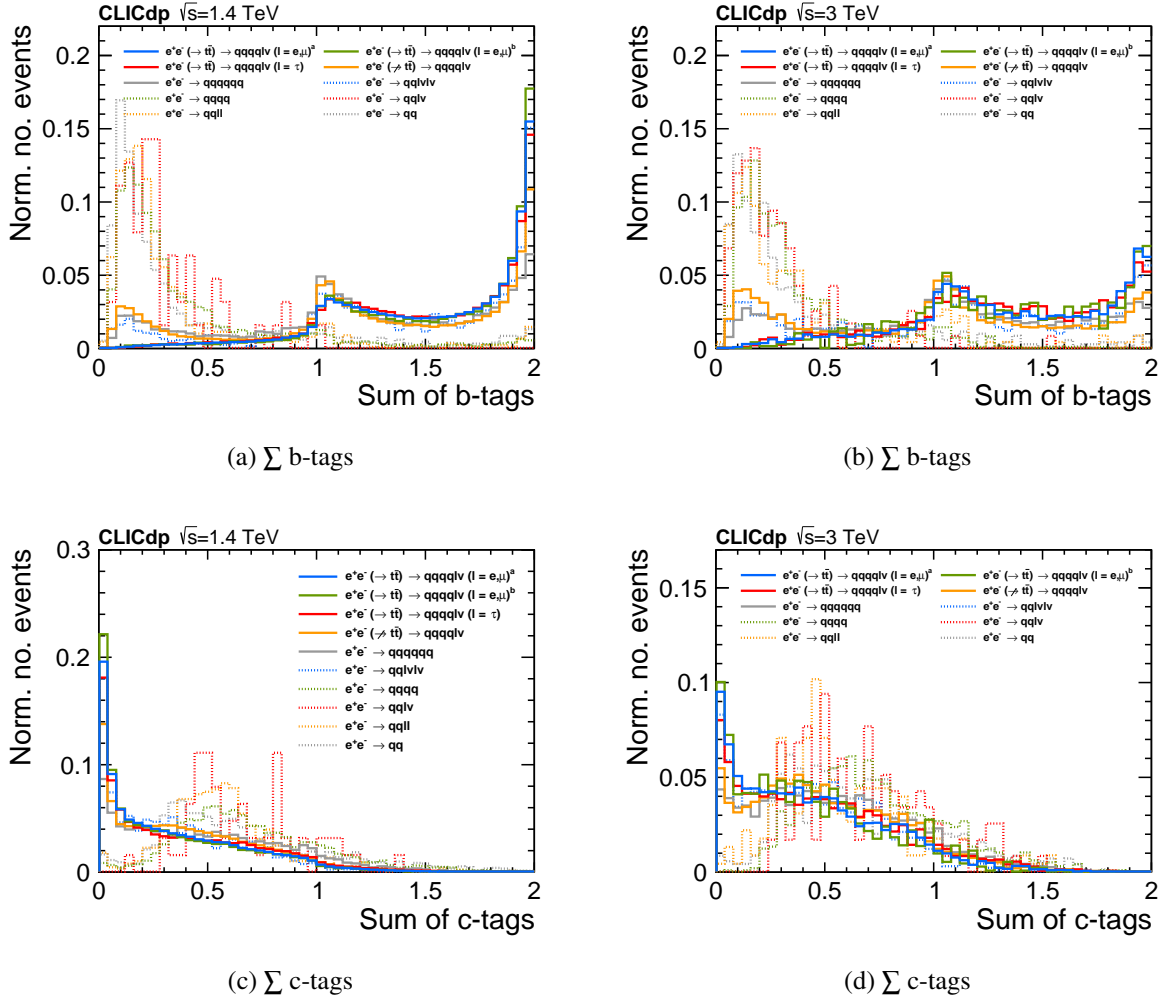 CLICdp √s=1.4 TeV
Norm. no. events
0.2
0.15
0.1
0.05
0
e⁺e⁻ (→ tt̄) → qqqqlν (l = e,μ)ᵃ
e⁺e⁻ (→ tt̄) → qqqqlν (l = e,μ)ᵇ
e⁺e⁻ (→ tt̄) → qqqqlν (l = τ)
e⁺e⁻ (↛ tt̄) → qqqqlν
e⁺e⁻ → qqqqqq
e⁺e⁻ → qqlνlν
e⁺e⁻ → qqqq
e⁺e⁻ → qqlν
e⁺e⁻ → qqll
e⁺e⁻ → qq
0 0.5 1 1.5 2
Sum of b-tags
(a) ∑ b-tags
CLICdp √s=3 TeV
Norm. no. events
0.2
0.15
0.1
0.05
0
e⁺e⁻ (→ tt̄) → qqqqlν (l = e,μ)ᵃ
e⁺e⁻ (→ tt̄) → qqqqlν (l = e,μ)ᵇ
e⁺e⁻ (→ tt̄) → qqqqlν (l = τ)
e⁺e⁻ (↛ tt̄) → qqqqlν
e⁺e⁻ → qqqqqq
e⁺e⁻ → qqlνlν
e⁺e⁻ → qqqq
e⁺e⁻ → qqlν
e⁺e⁻ → qqll
e⁺e⁻ → qq
0 0.5 1 1.5 2
Sum of b-tags
(b) ∑ b-tags
CLICdp √s=1.4 TeV
Norm. no. events
0.3
0.2
0.1
0
e⁺e⁻ (→ tt̄) → qqqqlν (l = e,μ)ᵃ
e⁺e⁻ (→ tt̄) → qqqqlν (l = e,μ)ᵇ
e⁺e⁻ (→ tt̄) → qqqqlν (l = τ)
e⁺e⁻ (↛ tt̄) → qqqqlν
e⁺e⁻ → qqqqqq
e⁺e⁻ → qqlνlν
e⁺e⁻ → qqqq
e⁺e⁻ → qqlν
e⁺e⁻ → qqll
e⁺e⁻ → qq
0 0.5 1 1.5 2
Sum of c-tags
(c) ∑ c-tags
CLICdp √s=3 TeV
Norm. no. events
0.15
0.1
0.05
0.00
e⁺e⁻ (→ tt̄) → qqqqlν (l = e,μ)ᵃ
e⁺e⁻ (→ tt̄) → qqqqlν (l = e,μ)ᵇ
e⁺e⁻ (→ tt̄) → qqqqlν (l = τ)
e⁺e⁻ (↛ tt̄) → qqqqlν
e⁺e⁻ → qqqqqq
e⁺e⁻ → qqlνlν
e⁺e⁻ → qqqq
e⁺e⁻ → qqlν
e⁺e⁻ → qqll
e⁺e⁻ → qq
0.5 1 1.5 2
Sum of c-tags
(d) ∑ c-tags